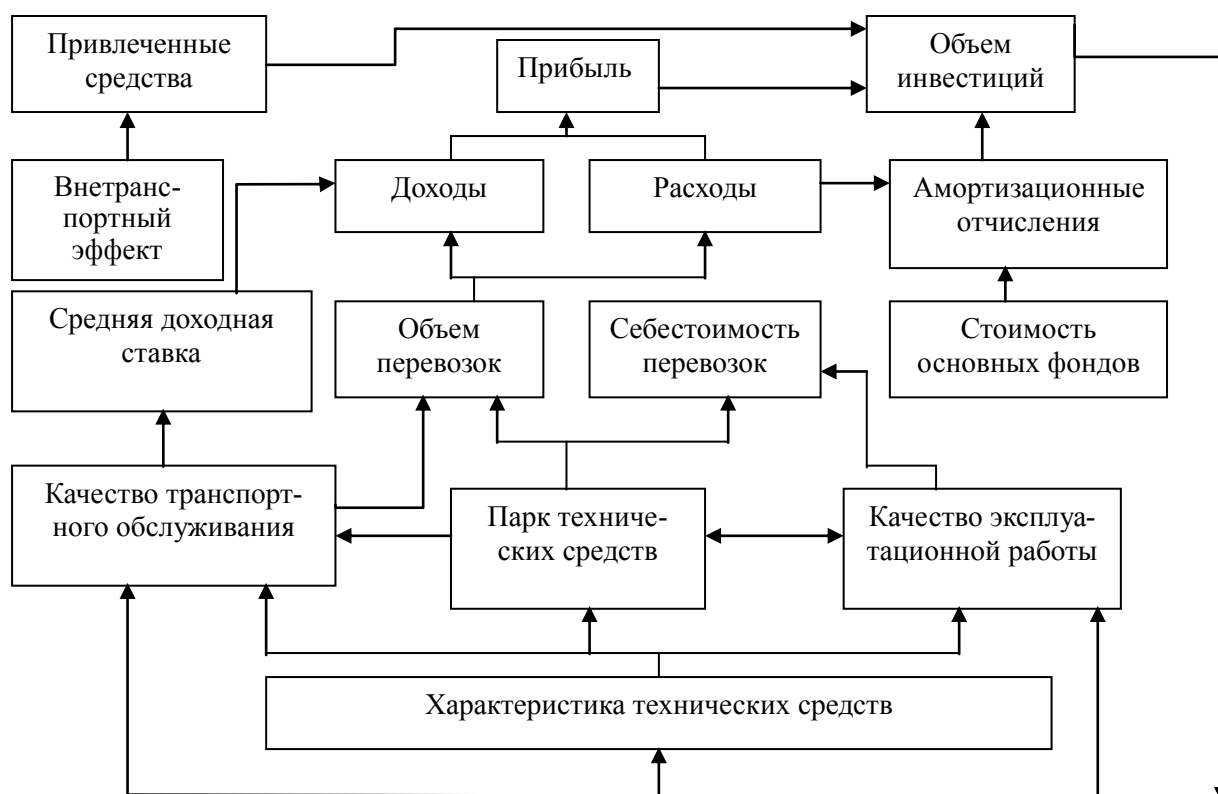 Привлеченные
средства
Прибыль
Объем
инвестиций
Внетранс-
портный
эффект
Доходы
Расходы
Амортизационные
отчисления
Средняя доходная
ставка
Объем
перевозок
Себестоимость
перевозок
Стоимость
основных фондов
Качество транспорт-
ного обслуживания
Парк техниче-
ских средств
Качество эксплуа-
тационной работы
Характеристика технических средств